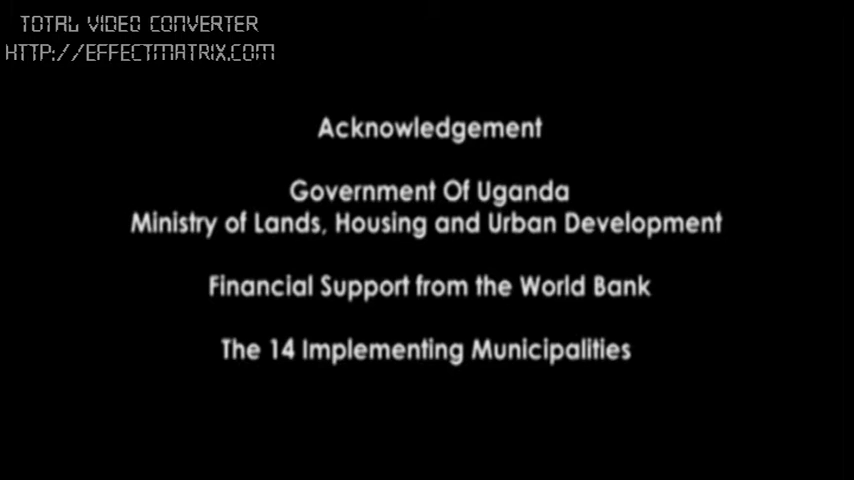 TOTAL VIDEO CONVERTER
HTTP://EFFECTMATRIX.COM
Acknowledgement
Government Of Uganda
Ministry of Lands, Housing and Urban Development
Financial Support from the World Bank
The 14 Implementing Municipalities